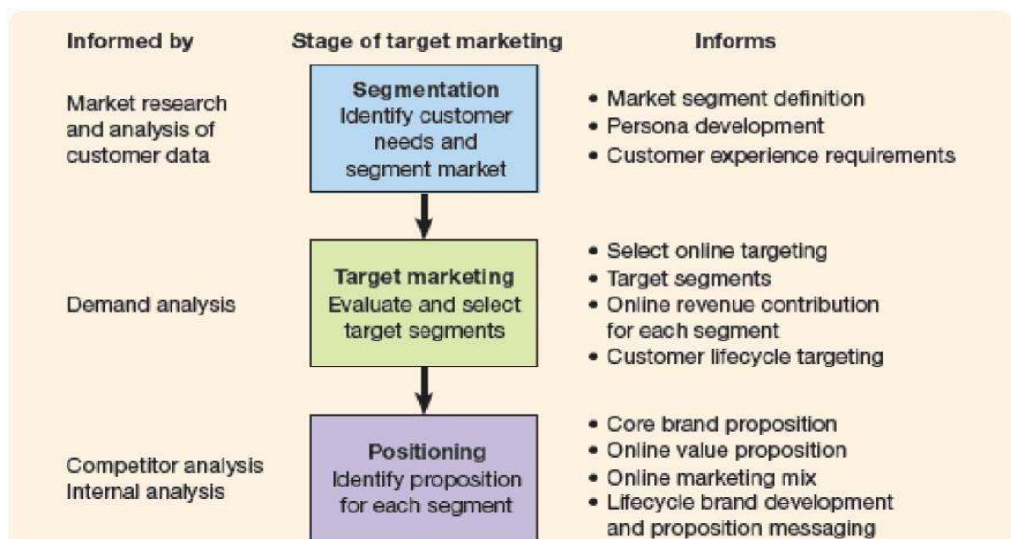 Informed by
Stage of target marketing
Informs
Market research
and analysis of
customer data
Segmentation
Identify customer
needs and
segment market
• Market segment definition
• Persona development
• Customer experience requirements
Demand analysis
Target marketing
Evaluate and select
target segments
• Select online targeting
• Target segments
• Online revenue contribution
for each segment
• Customer lifecycle targeting
Competitor analysis
Internal analysis
Positioning
Identify proposition
for each segment
• Core brand proposition
• Online value proposition
• Online marketing mix
• Lifecycle brand development
and proposition messaging